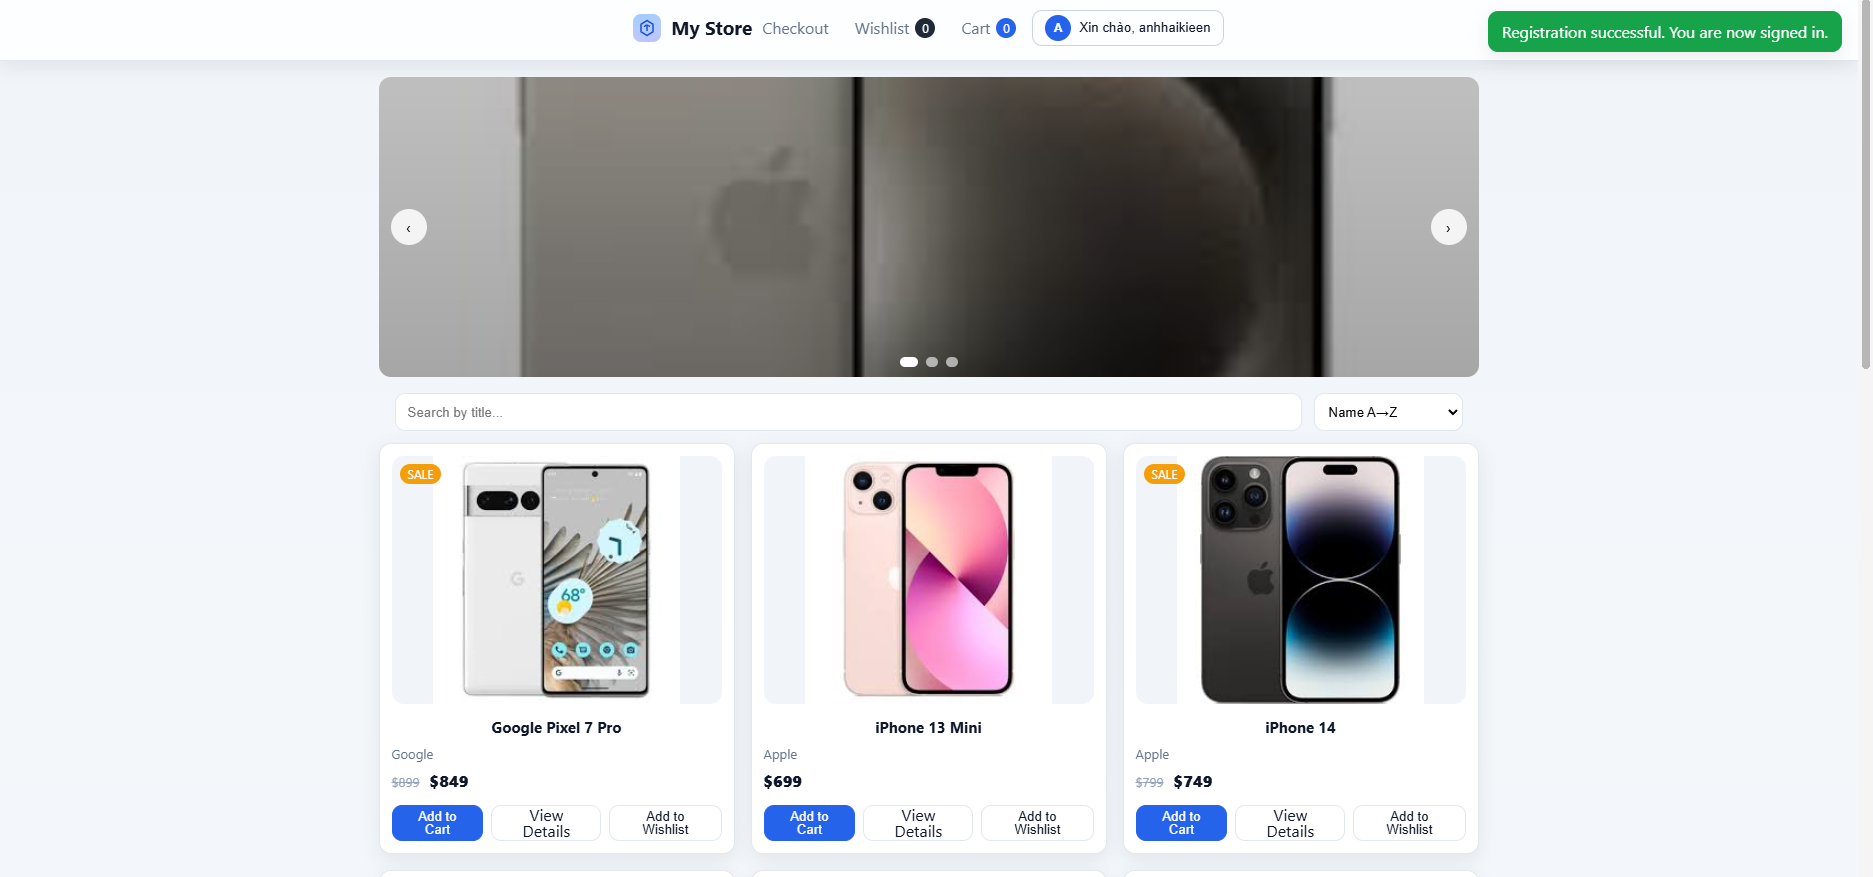 My Store
Checkout
Wishlist 0
Cart 0
A
Xin chào, anhhaikieen
Registration successful. You are now signed in.
‹
›
Search by title...
Name A→Z
SALE
G
68°
G
Google Pixel 7 Pro
Google
$899 $849
Add to
Cart
View
Details
Add to
Wishlist
iPhone 13 Mini
Apple
$699
Add to
Cart
View
Details
Add to
Wishlist
SALE
iPhone 14
Apple
$799 $749
Add to
Cart
View
Details
Add to
Wishlist